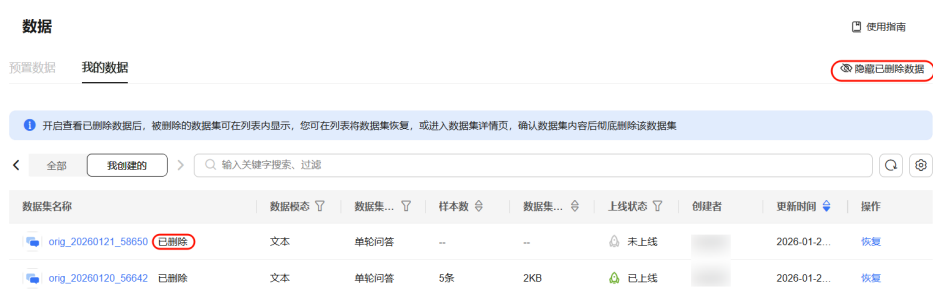 数据
使用指南
预置数据 我的数据 隐藏已删除数据
开启查看已删除数据后，被删除的数据集可在列表内显示，您可在列表将数据集恢复，或进入数据集详情页，确认数据集内容后彻底删除该数据集
全部 我创建的 输入关键字搜索、过滤
数据集名称 数据模态 数据集... 样本数 数据集... 上线状态 创建者 更新时间 操作
orig_20260121_58650 已删除 文本 单轮问答 -- -- 未上线 2026-01-2... 恢复
orig_20260120_56642 已删除 文本 单轮问答 5条 2KB 已上线 2026-01-2... 恢复